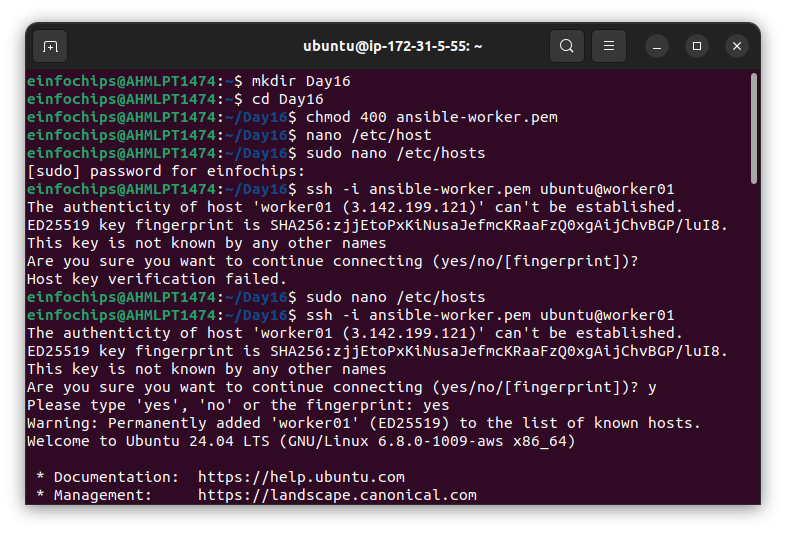 ubuntu@ip-172-31-5-55: ~
einfochips@AHMLPT1474:~$ mkdir Day16
einfochips@AHMLPT1474:~$ cd Day16
einfochips@AHMLPT1474:~/Day16$ chmod 400 ansible-worker.pem
einfochips@AHMLPT1474:~/Day16$ nano /etc/host
einfochips@AHMLPT1474:~/Day16$ sudo nano /etc/hosts
[sudo] password for einfochips:
einfochips@AHMLPT1474:~/Day16$ ssh -i ansible-worker.pem ubuntu@worker01
The authenticity of host 'worker01 (3.142.199.121)' can't be established.
ED25519 key fingerprint is SHA256:zjjEtoPxKiNusaJefmcKRaaFzQ0xgAijChvBGP/luI8.
This key is not known by any other names
Are you sure you want to continue connecting (yes/no/[fingerprint])?
Host key verification failed.
einfochips@AHMLPT1474:~/Day16$ sudo nano /etc/hosts
einfochips@AHMLPT1474:~/Day16$ ssh -i ansible-worker.pem ubuntu@worker01
The authenticity of host 'worker01 (3.142.199.121)' can't be established.
ED25519 key fingerprint is SHA256:zjjEtoPxKiNusaJefmcKRaaFzQ0xgAijChvBGP/luI8.
This key is not known by any other names
Are you sure you want to continue connecting (yes/no/[fingerprint])? y
Please type 'yes', 'no' or the fingerprint: yes
Warning: Permanently added 'worker01' (ED25519) to the list of known hosts.
Welcome to Ubuntu 24.04 LTS (GNU/Linux 6.8.0-1009-aws x86_64)
* Documentation:  https://help.ubuntu.com
* Management:     https://landscape.canonical.com